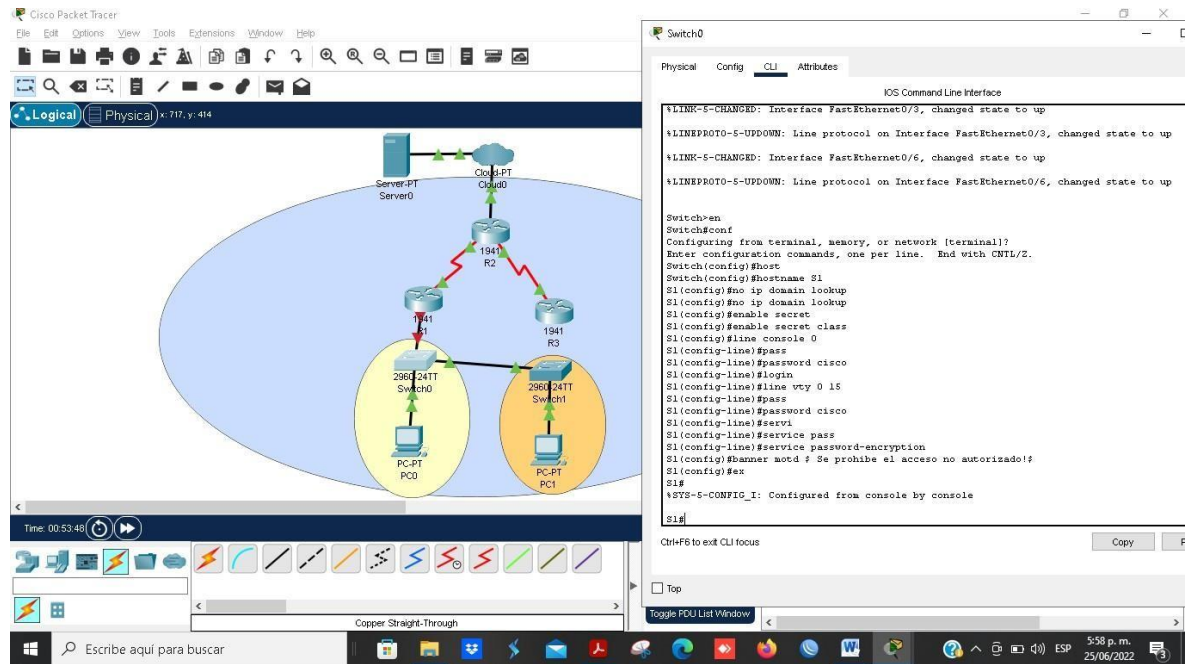 Cisco Packet Tracer
File Edit Options View Tools Extensions Window Help
Logical Physical x: 717, y: 414
Server-PT
Server0
Cloud-PT
Cloud0
1941
R2
1941
R1
1941
R3
2960-24TT
Switch0
2960-24TT
Switch1
PC-PT
PC0
PC-PT
PC1
Time: 00:53:48
Copper Straight-Through
Switch0
Physical Config CLI Attributes
IOS Command Line Interface
%LINK-5-CHANGED: Interface FastEthernet0/3, changed state to up
%LINEPROTO-5-UPDOWN: Line protocol on Interface FastEthernet0/3, changed state to up
%LINK-5-CHANGED: Interface FastEthernet0/6, changed state to up
%LINEPROTO-5-UPDOWN: Line protocol on Interface FastEthernet0/6, changed state to up
Switch>en
Switch#conf
Configuring from terminal, memory, or network [terminal]?
Enter configuration commands, one per line. End with CNTL/Z.
Switch(config)#host
Switch(config)#hostname S1
S1(config)#no ip domain lookup
S1(config)#no ip domain lookup
S1(config)#enable secret
S1(config)#enable secret class
S1(config)#line console 0
S1(config-line)#pass
S1(config-line)#password cisco
S1(config-line)#login
S1(config-line)#line vty 0 15
S1(config-line)#pass
S1(config-line)#password cisco
S1(config-line)#servi
S1(config-line)#service pass
S1(config-line)#service password-encryption
S1(config)#banner motd $ Se prohibe el acceso no autorizado!$
S1(config)#ex
S1#
%SYS-5-CONFIG_I: Configured from console by console
S1#
Ctrl+F6 to exit CLI focus
Copy
Top
Toggle PDU List Window
Escribe aquí para buscar
ESP
5:58 p. m.
25/06/2022